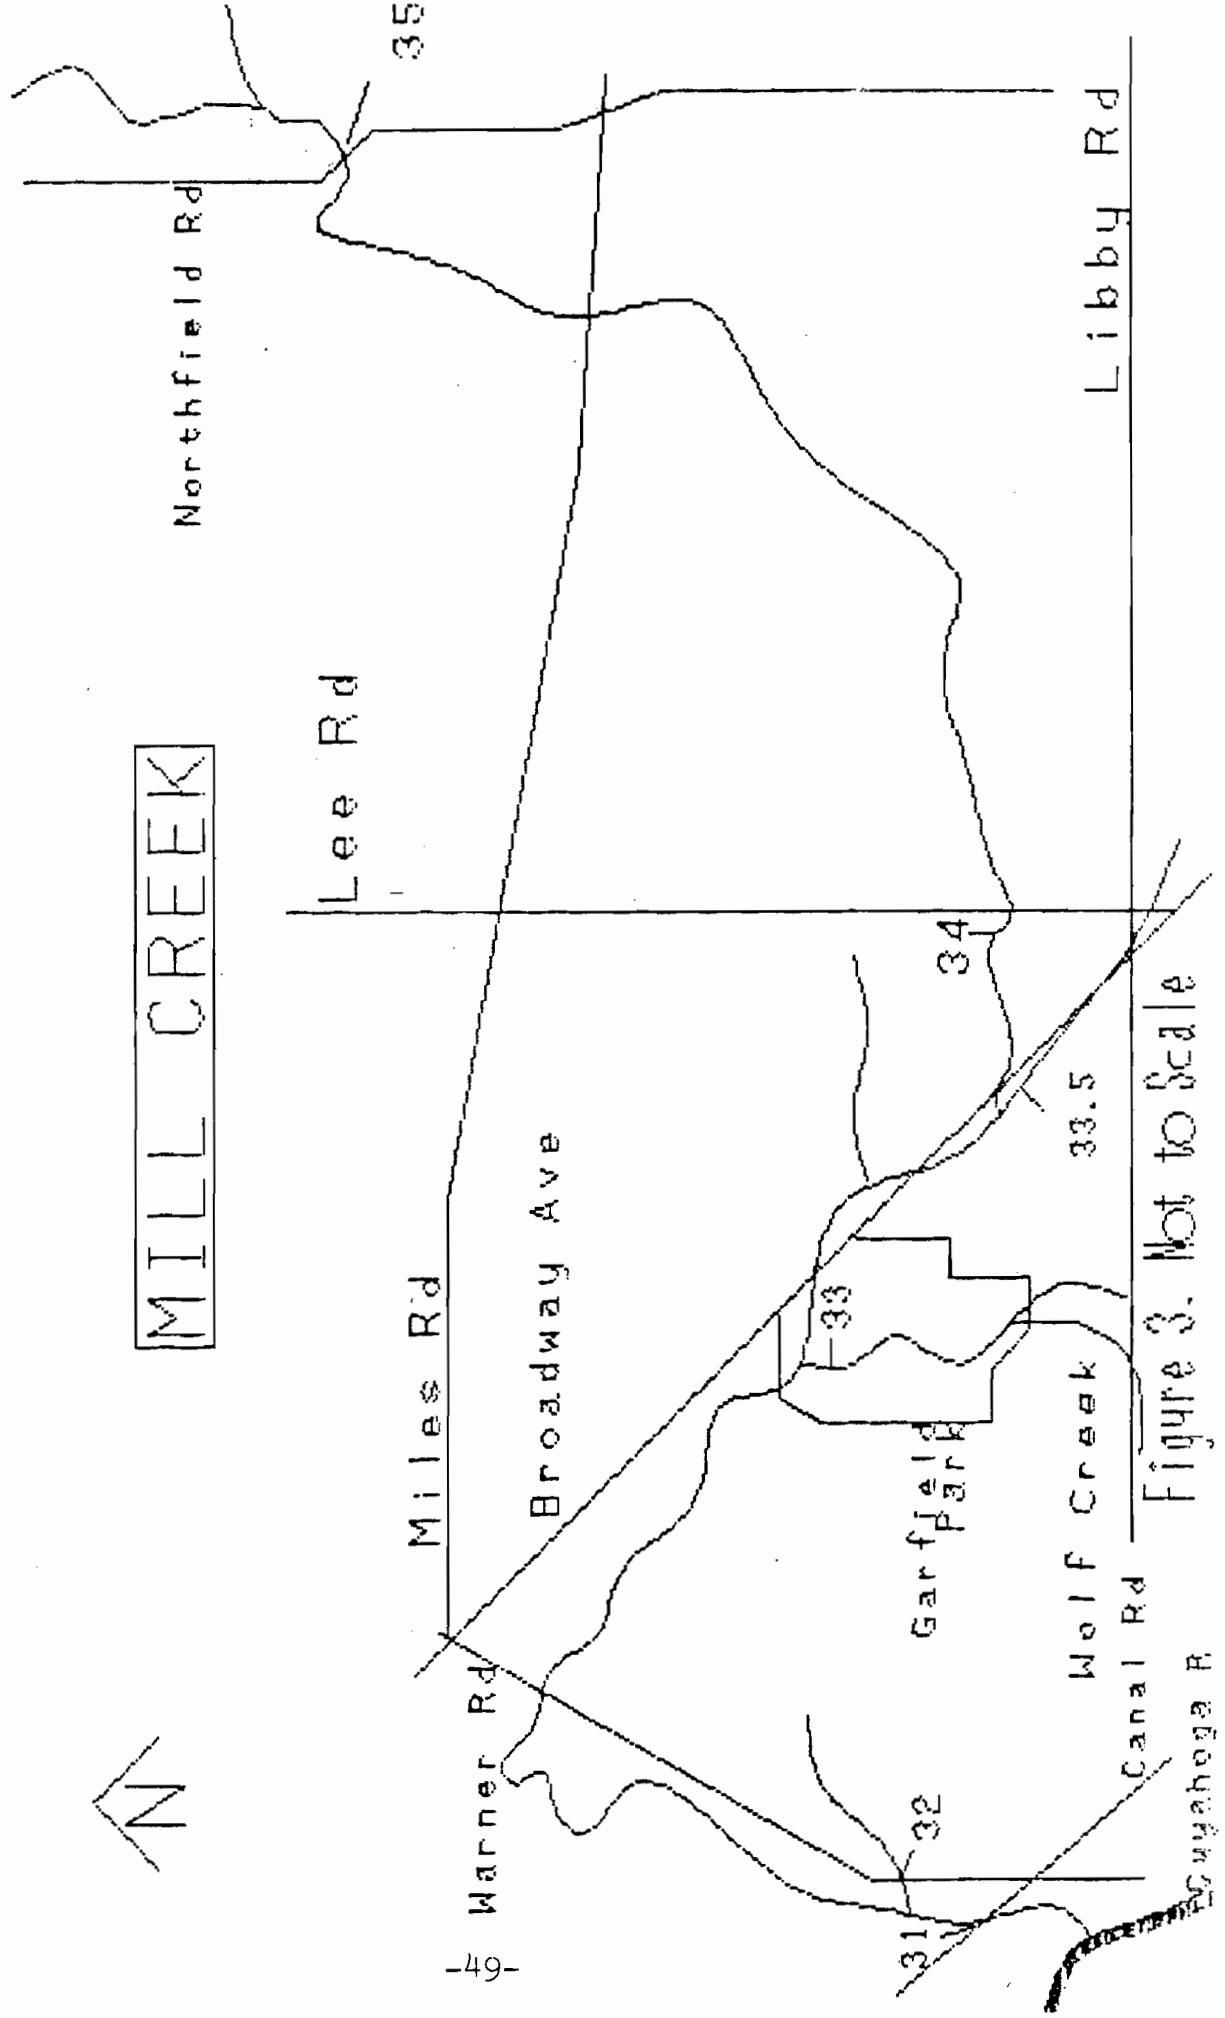 MILL CREEK
N
35
Northfield Rd
Lee Rd
Miles Rd
Broadway Ave
Warner Rd
Libby Rd
34
33.5
33
Garfield
Park
Wolf Creek
Canal Rd
32
31
Cuyahoga R
Figure 3. Not to Scale
-49-